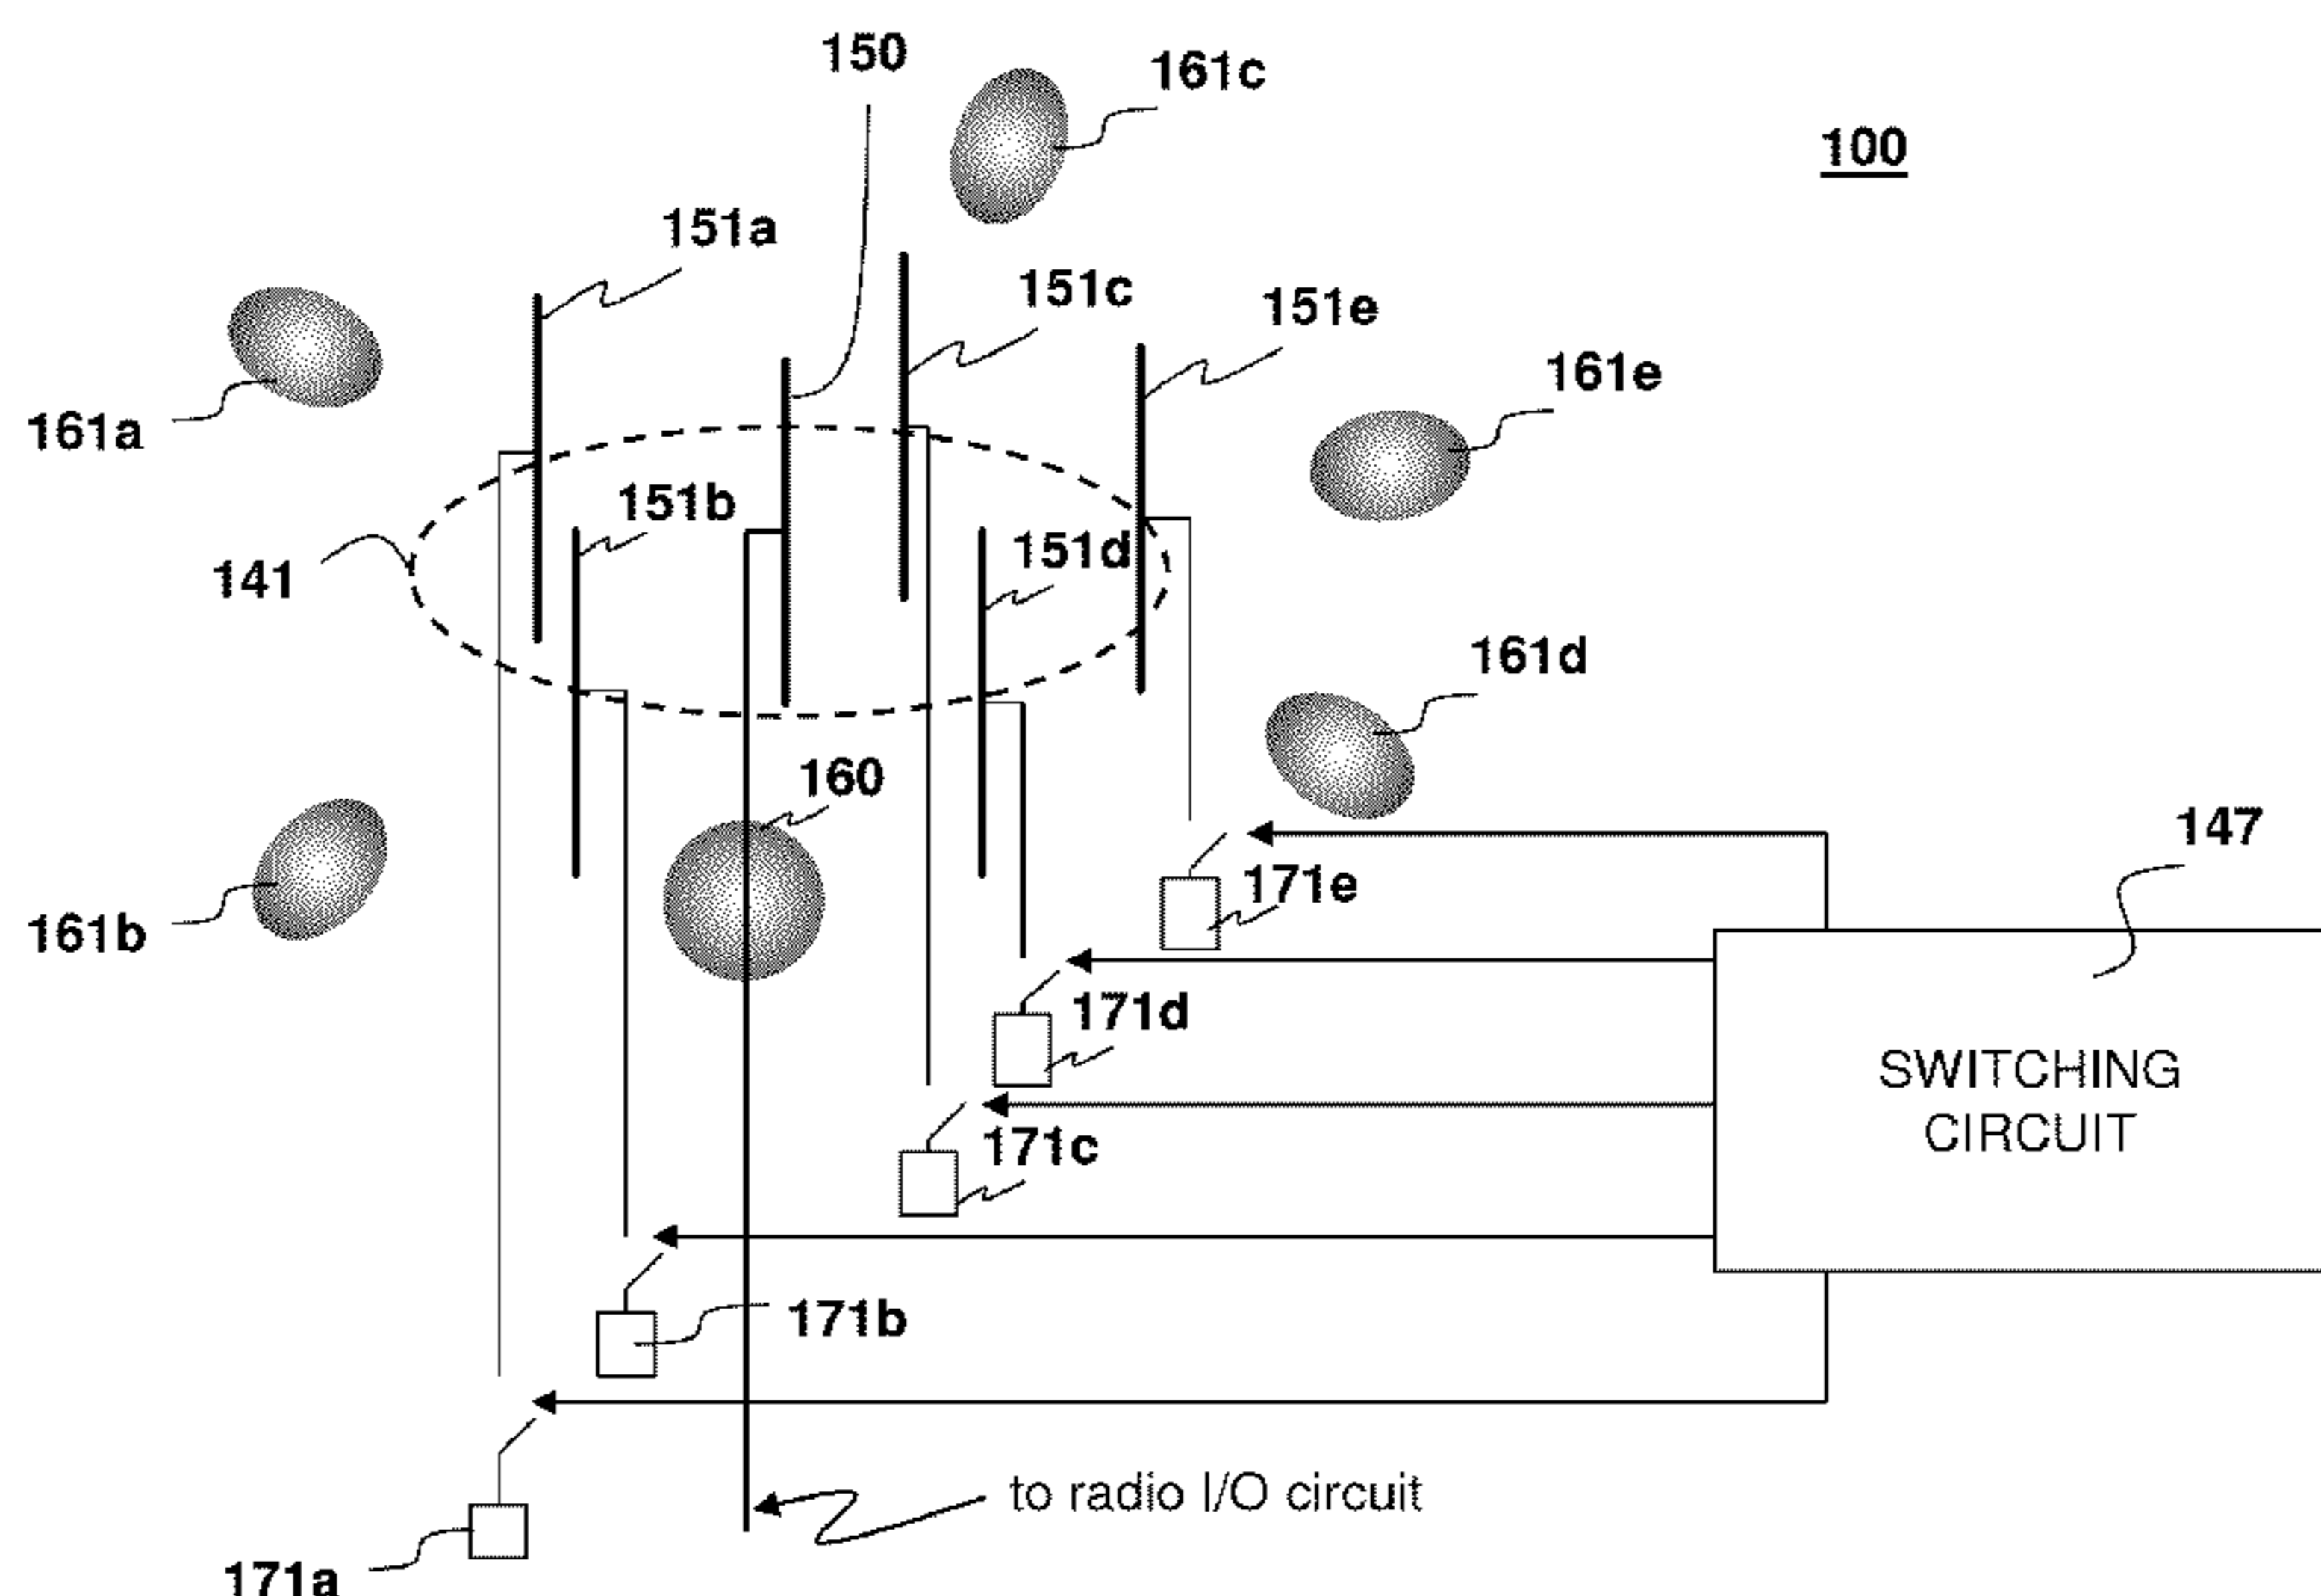 150
161c
100
151a
151c
151e
161e
161a
151b
151d
141
161d
160
147
171e
161b
171d
SWITCHING
CIRCUIT
171c
171b
to radio I/O circuit
171a